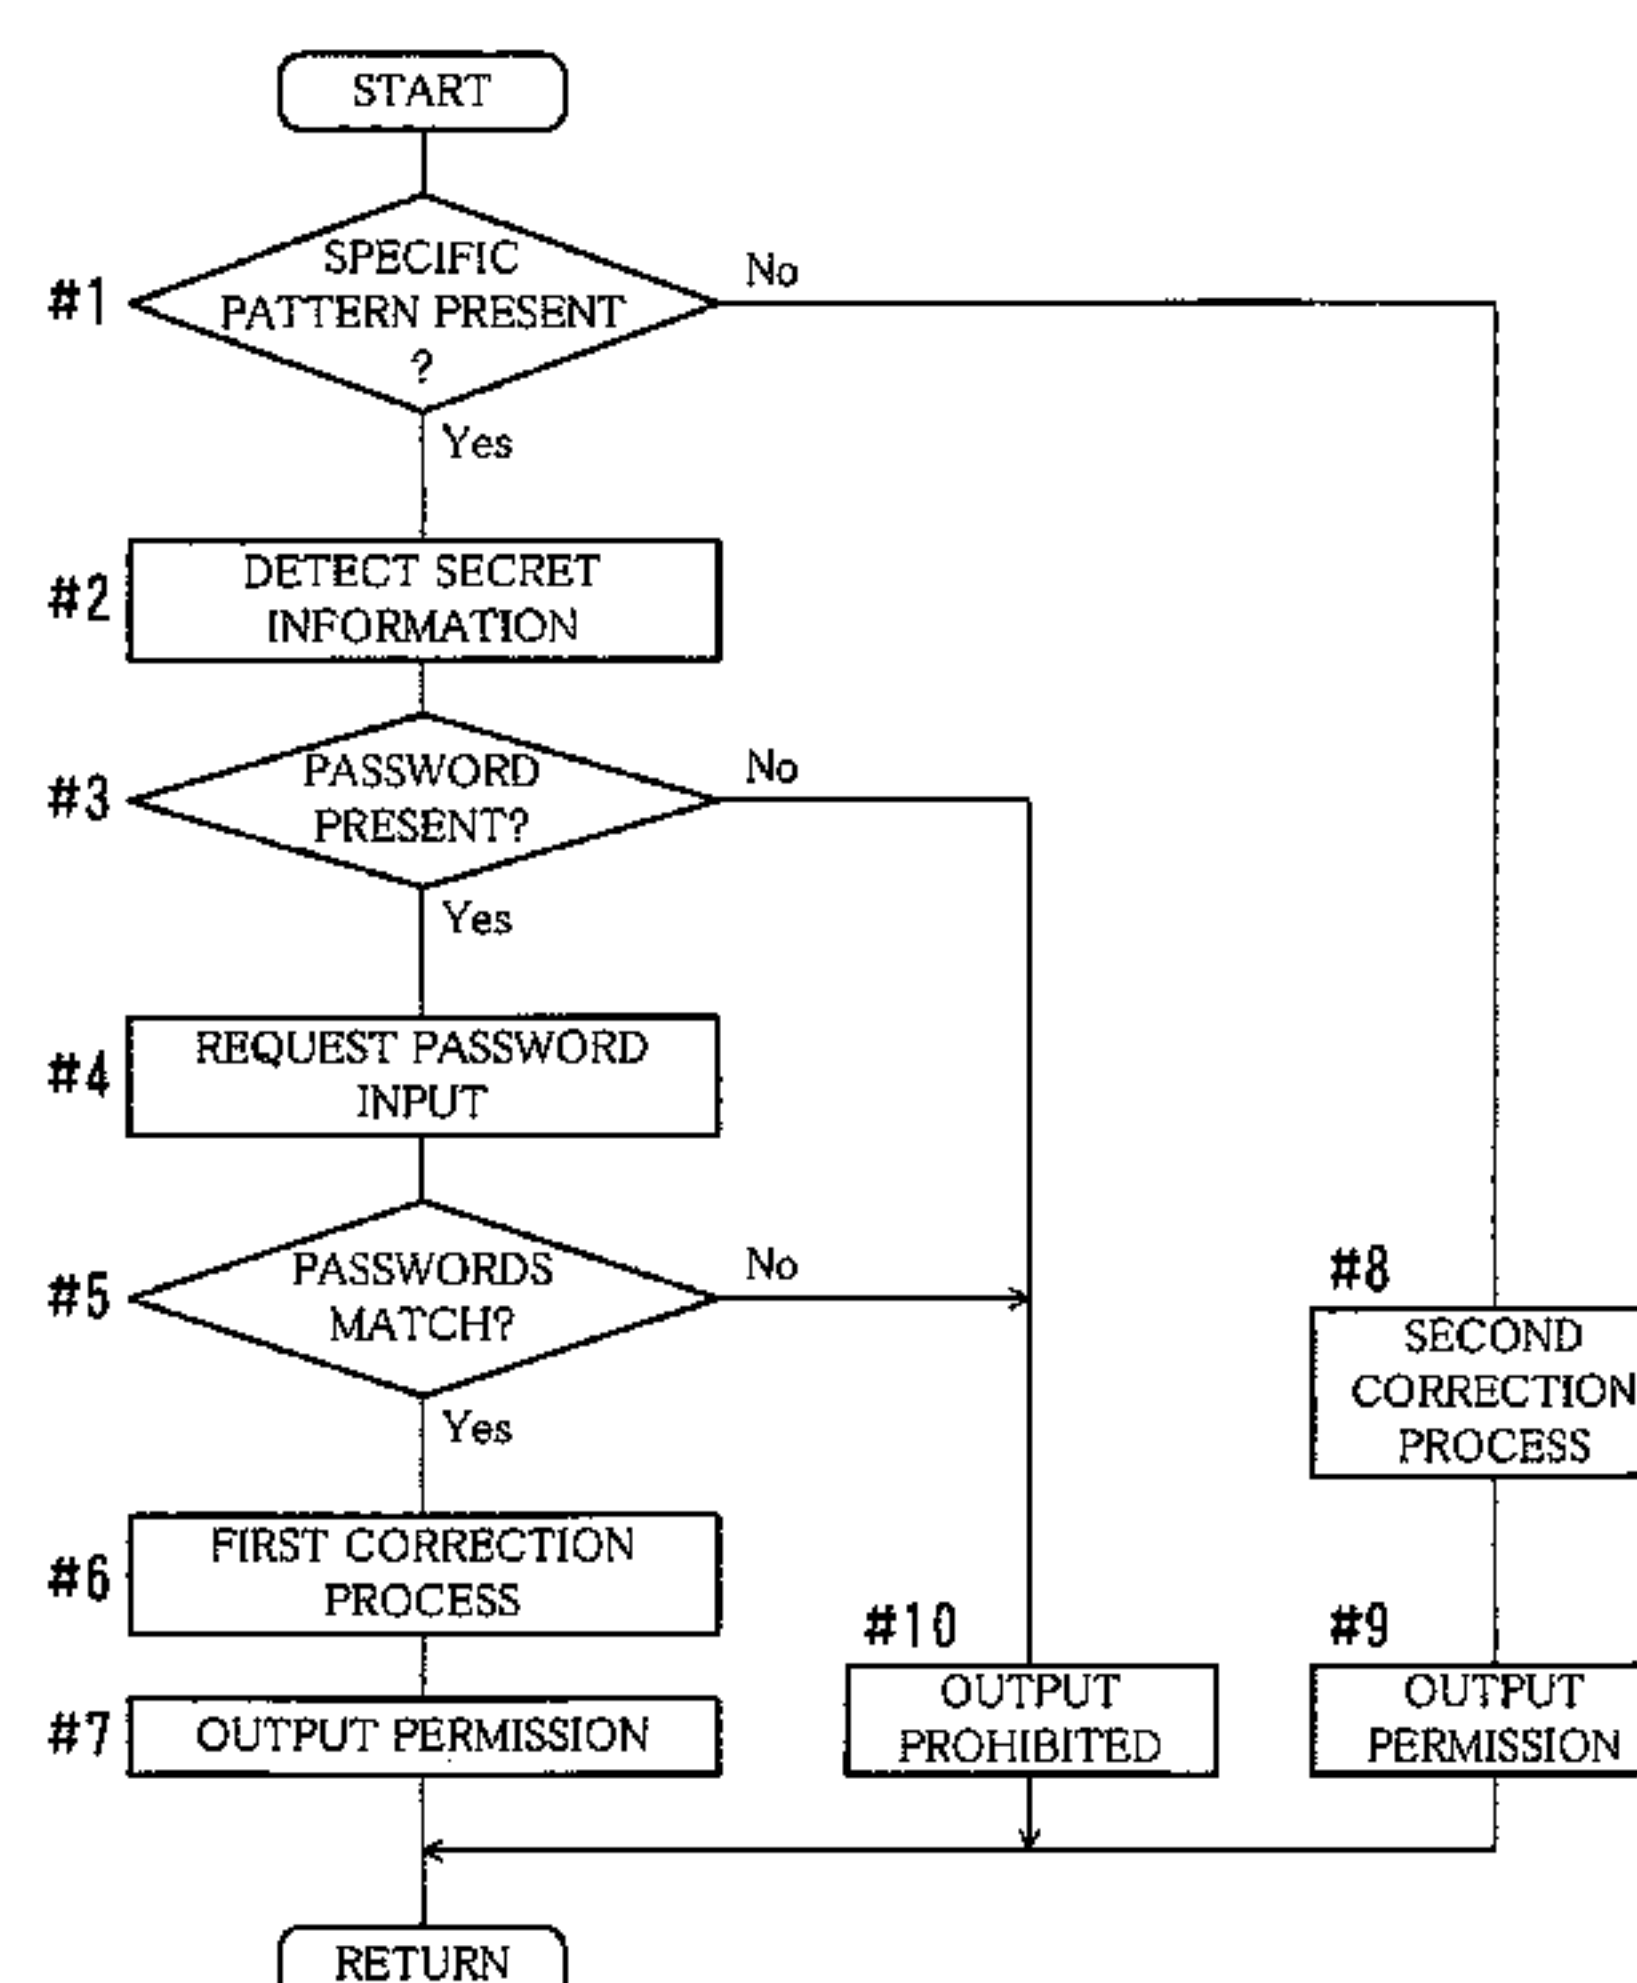 START
#1
SPECIFIC
PATTERN PRESENT
?
No
Yes
#2
DETECT SECRET
INFORMATION
#3
PASSWORD
PRESENT?
No
Yes
#4
REQUEST PASSWORD
INPUT
#5
PASSWORDS
MATCH?
No
Yes
#8
SECOND
CORRECTION
PROCESS
#6
FIRST CORRECTION
PROCESS
#7
OUTPUT PERMISSION
#10
OUTPUT
PROHIBITED
#9
OUTPUT
PERMISSION
RETURN